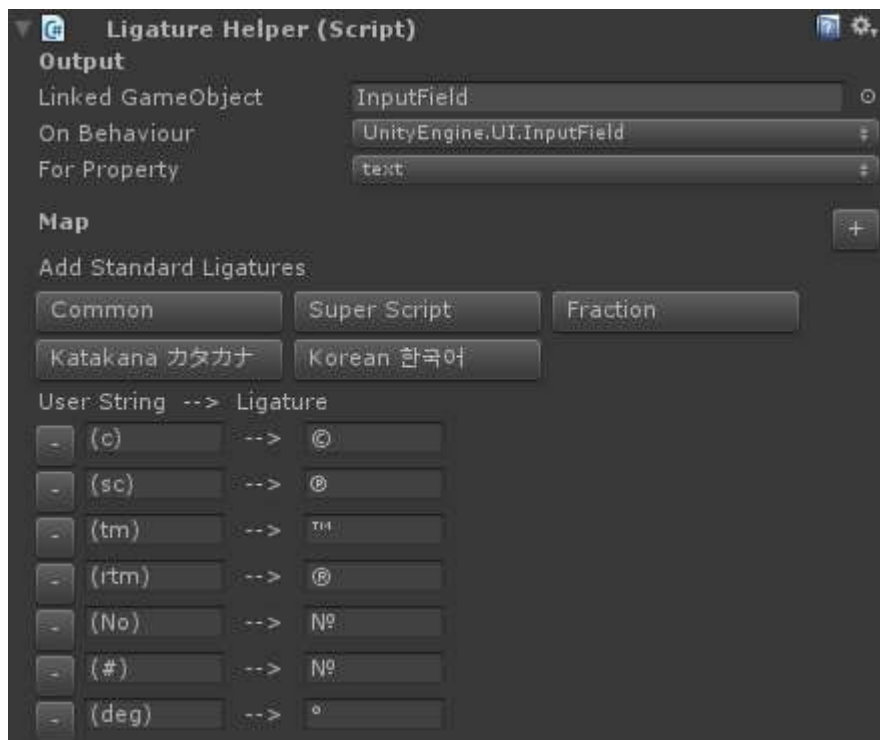 Ligature Helper (Script)
Output
Linked GameObject InputField
On Behaviour UnityEngine.UI.InputField
For Property text
Map +
Add Standard Ligatures
Common Super Script Fraction
Katakana カタカナ Korean 한국어
User String --> Ligature
- (c) --> ©
- (sc) --> ℗
- (tm) --> ™
- (rtm) --> ®
- (No) --> №
- (#) --> №
- (deg) --> °